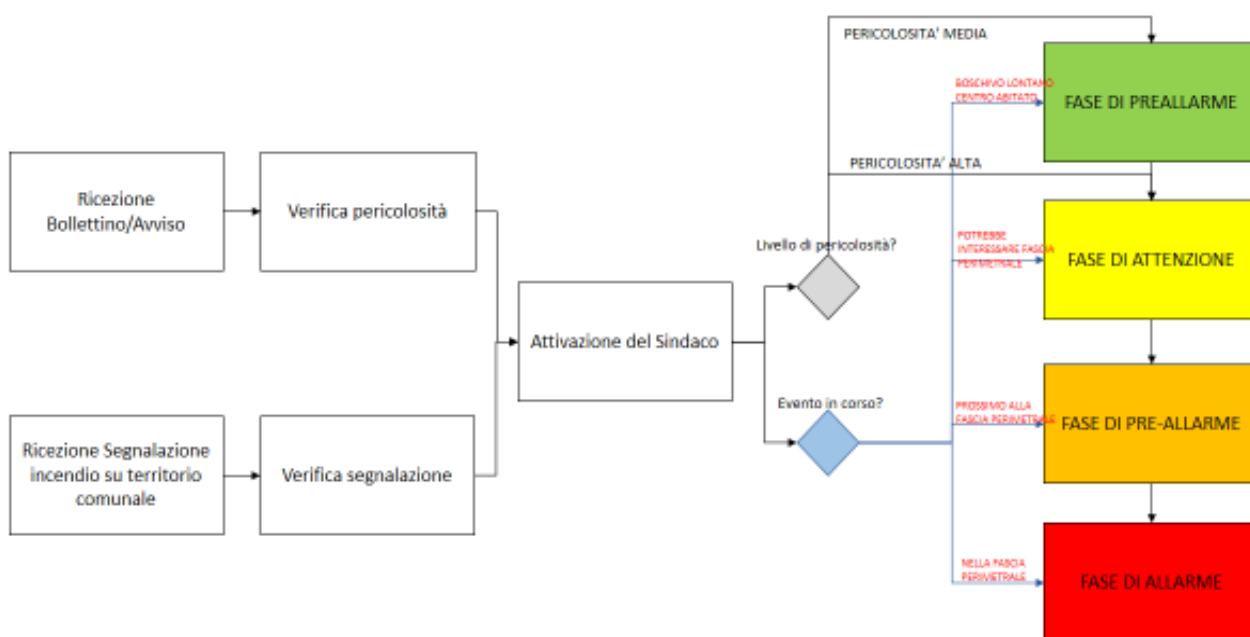 PERICOLOSITA' MEDIA
BOSCHIVO LONTANO
CENTRO ABITATO
FASE DI PREALLARME
PERICOLOSITA' ALTA
Ricezione
Bollettino/Avviso
Verifica pericolosità
Livello di pericolosità?
POTREBBE
INTERESSARE FASCIA
PERIMETRALE
FASE DI ATTENZIONE
Attivazione del Sindaco
Evento in corso?
PROSSIMO ALLA
FASCIA PERIMETRALE
FASE DI PRE-ALLARME
Ricezione Segnalazione
incendio su territorio
comunale
Verifica segnalazione
NELLA FASCIA
PERIMETRALE
FASE DI ALLARME